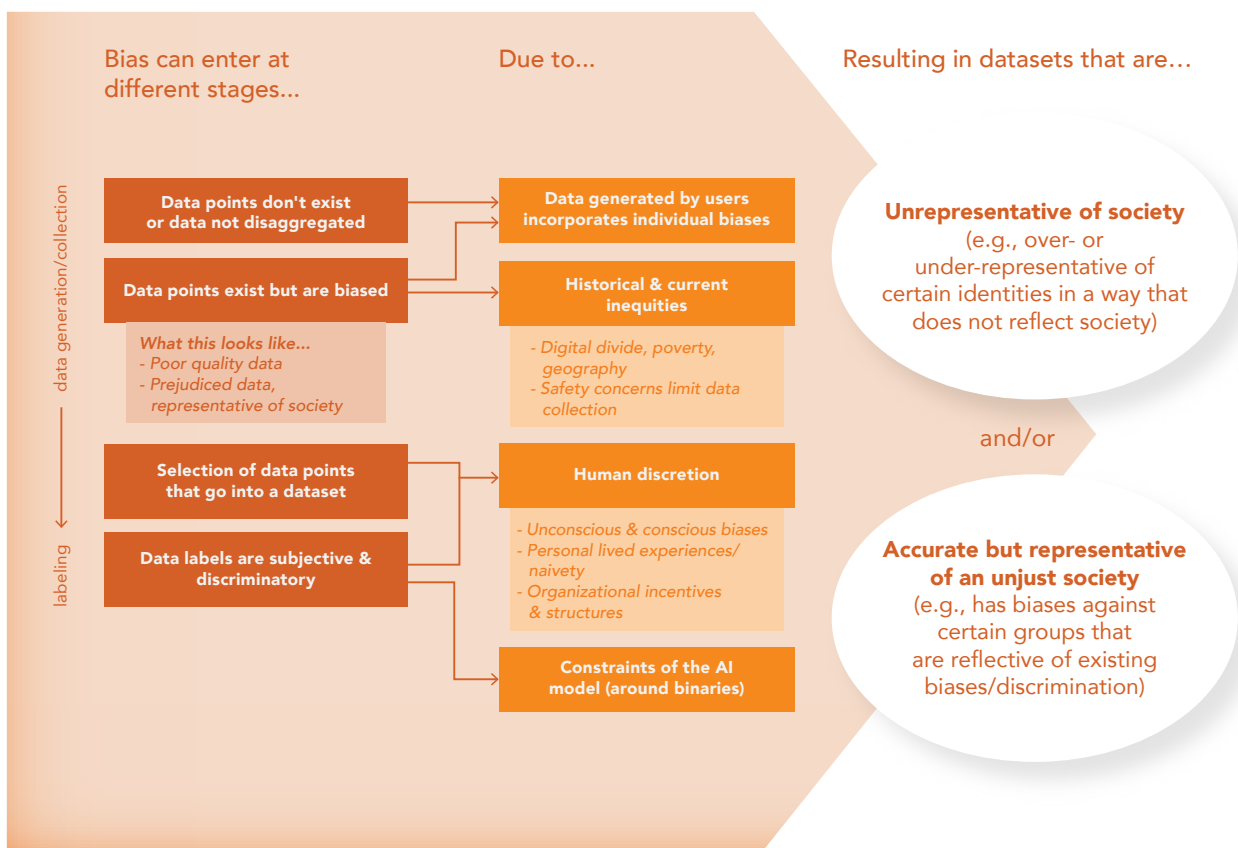 Bias can enter at
different stages...
Due to...
Resulting in datasets that are…
data generation/collection
labeling
Data points don't exist
or data not disaggregated
Data points exist but are biased
What this looks like...
- Poor quality data
- Prejudiced data,
representative of society
Selection of data points
that go into a dataset
Data labels are subjective &
discriminatory
Data generated by users
incorporates individual biases
Historical & current
inequities
- Digital divide, poverty,
geography
- Safety concerns limit data
collection
Human discretion
- Unconscious & conscious biases
- Personal lived experiences/
naivety
- Organizational incentives
& structures
Constraints of the AI
model (around binaries)
Unrepresentative of society
(e.g., over- or
under-representative of
certain identities in a way that
does not reflect society)
and/or
Accurate but representative
of an unjust society
(e.g., has biases against
certain groups that
are reflective of existing
biases/discrimination)